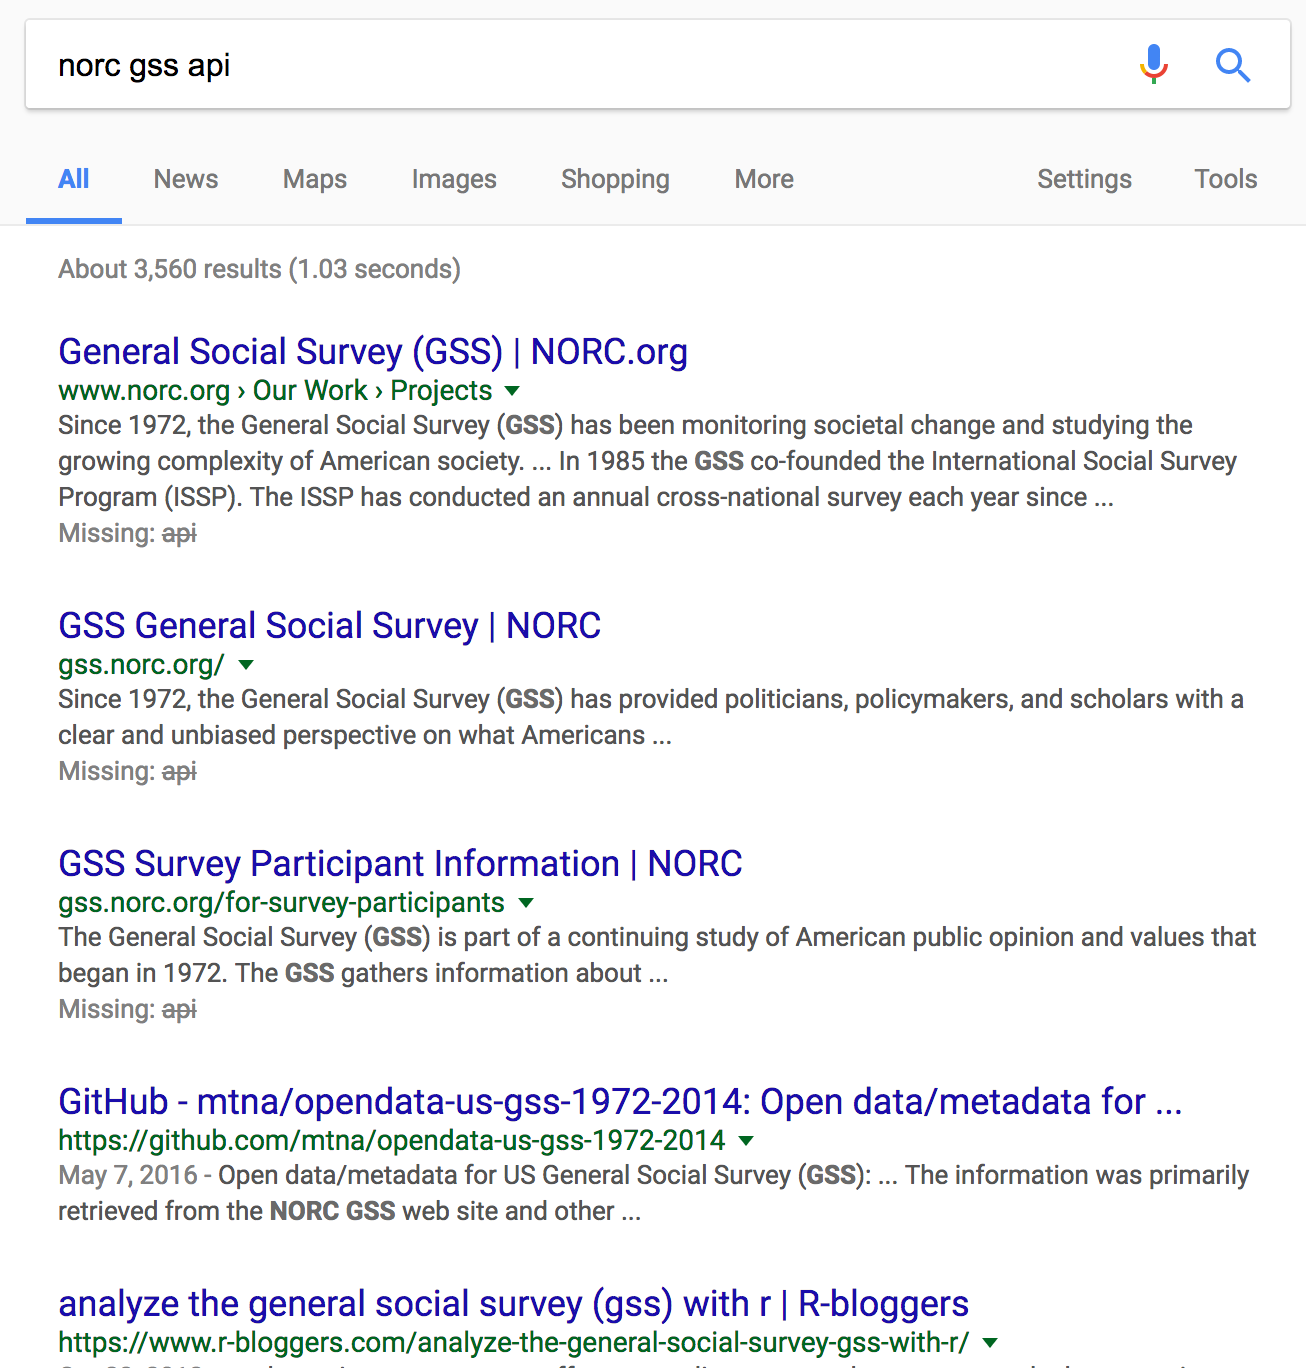 norc gss api
All News Maps Images Shopping More Settings Tools
About 3,560 results (1.03 seconds)
General Social Survey (GSS) | NORC.org
www.norc.org › Our Work › Projects
Since 1972, the General Social Survey (GSS) has been monitoring societal change and studying the
growing complexity of American society. ... In 1985 the GSS co-founded the International Social Survey
Program (ISSP). The ISSP has conducted an annual cross-national survey each year since ...
Missing: api
GSS General Social Survey | NORC
gss.norc.org/
Since 1972, the General Social Survey (GSS) has provided politicians, policymakers, and scholars with a
clear and unbiased perspective on what Americans ...
Missing: api
GSS Survey Participant Information | NORC
gss.norc.org/for-survey-participants
The General Social Survey (GSS) is part of a continuing study of American public opinion and values that
began in 1972. The GSS gathers information about ...
Missing: api
GitHub - mtna/opendata-us-gss-1972-2014: Open data/metadata for ...
https://github.com/mtna/opendata-us-gss-1972-2014
May 7, 2016 - Open data/metadata for US General Social Survey (GSS): ... The information was primarily
retrieved from the NORC GSS web site and other ...
analyze the general social survey (gss) with r | R-bloggers
https://www.r-bloggers.com/analyze-the-general-social-survey-gss-with-r/